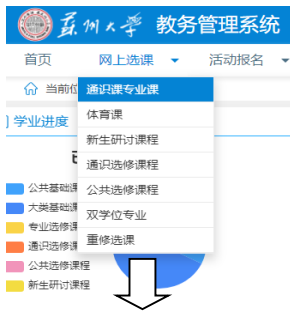 蘇州大學 教务管理系统
首页 网上选课 活动报名
当前位
通识课专业课
体育课
新生研讨课程
通识选修课程
公共选修课程
双学位专业
重修选课
学业进度
公共基础课
大类基础课
专业选修课
通识选修课
公共选修课程
新生研讨课程